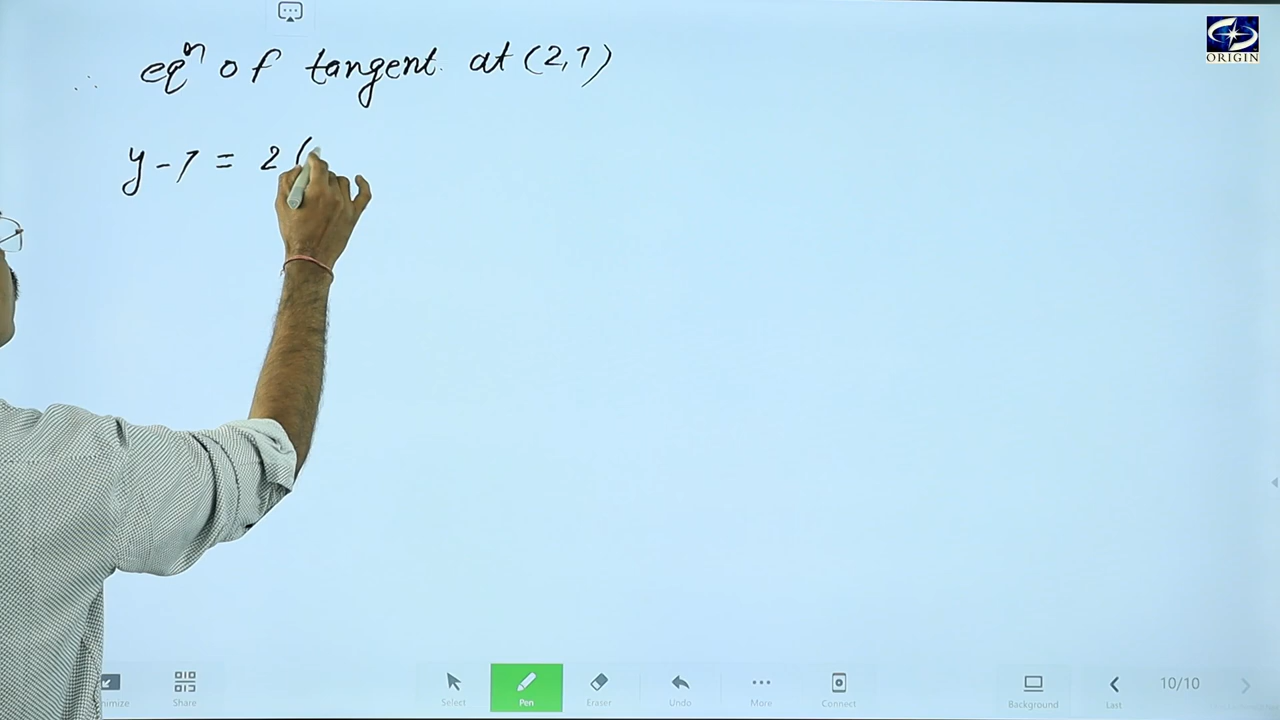 ORIGIN
∴ eqⁿ of tangent at (2,7)
y - 7 = 2 (
Share
Select
Pen
Eraser
Undo
More
Connect
Background
Last
10/10